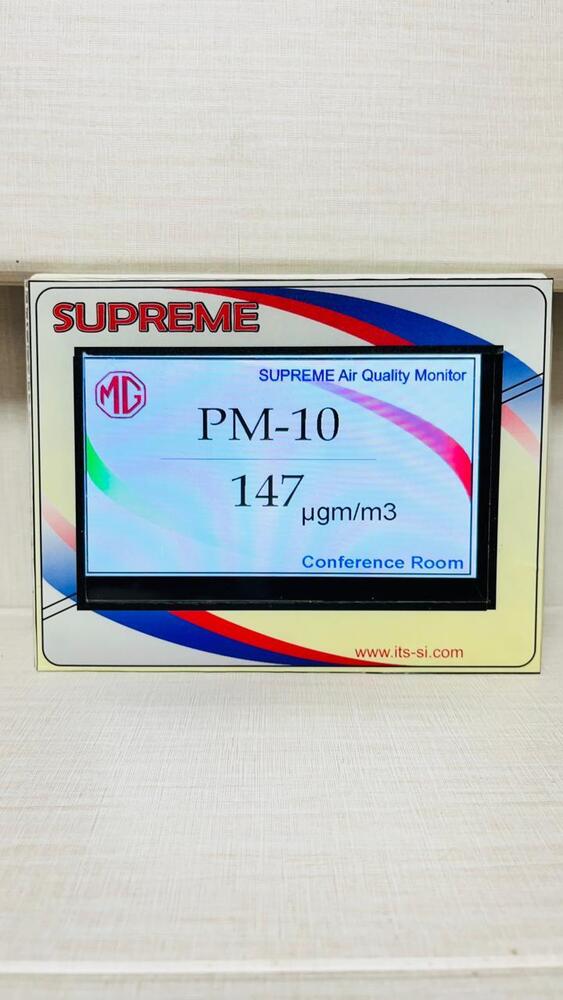 SUPREME
SUPREME Air Quality Monitor
MG
PM-10
147 µgm/m3
Conference Room
www.its-si.com